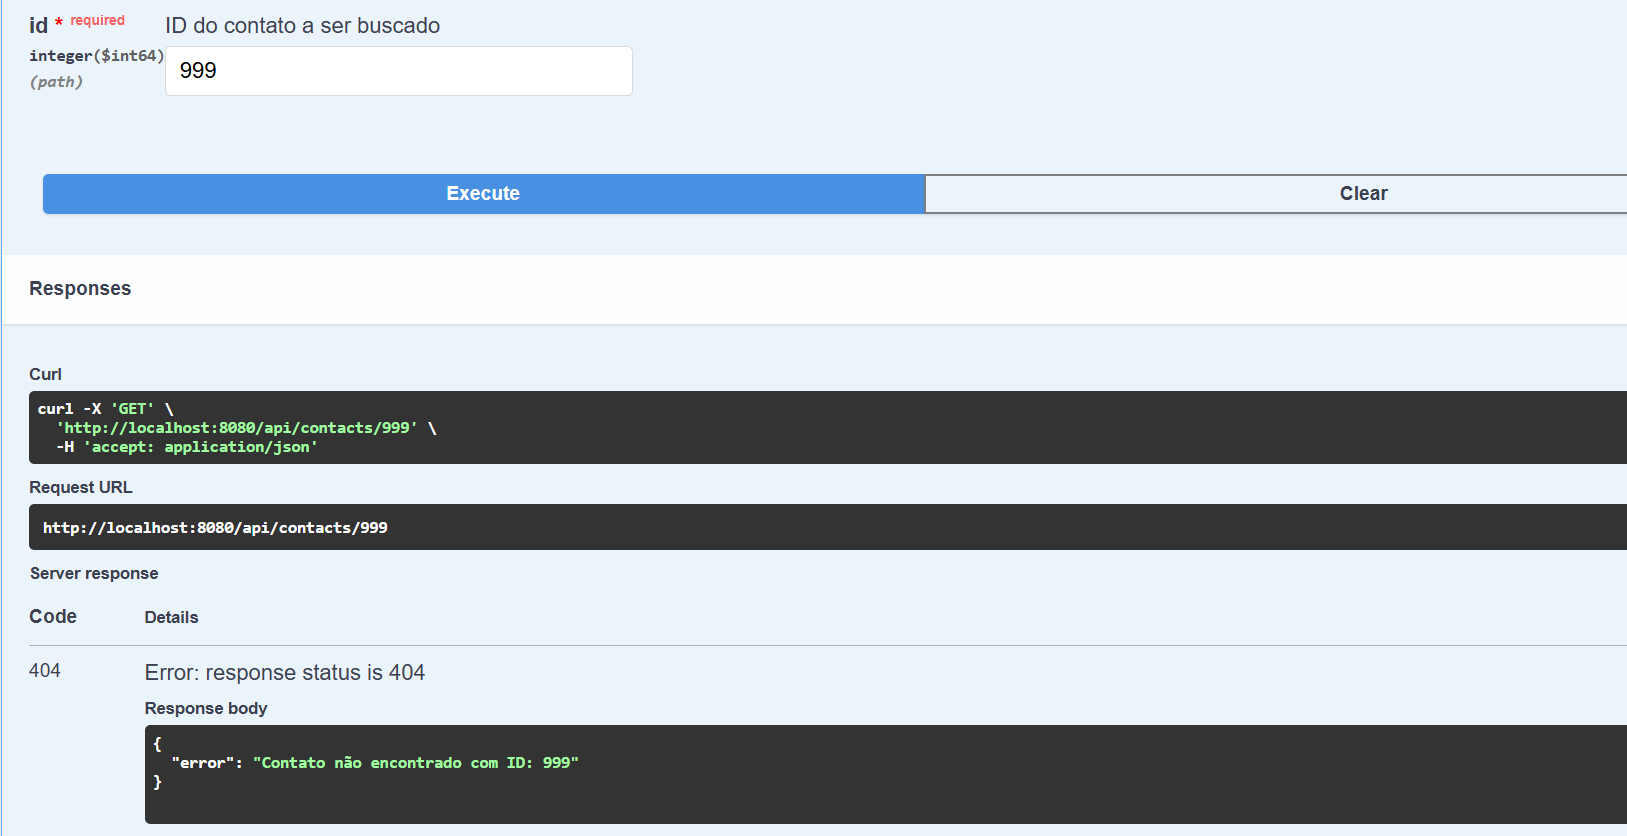 id * required
ID do contato a ser buscado
integer($int64)
(path)
999
Execute
Clear
Responses
Curl
curl -X 'GET' \
'http://localhost:8080/api/contacts/999' \
-H 'accept: application/json'
Request URL
http://localhost:8080/api/contacts/999
Server response
Code
Details
404
Error: response status is 404
Response body
{
"error": "Contato não encontrado com ID: 999"
}